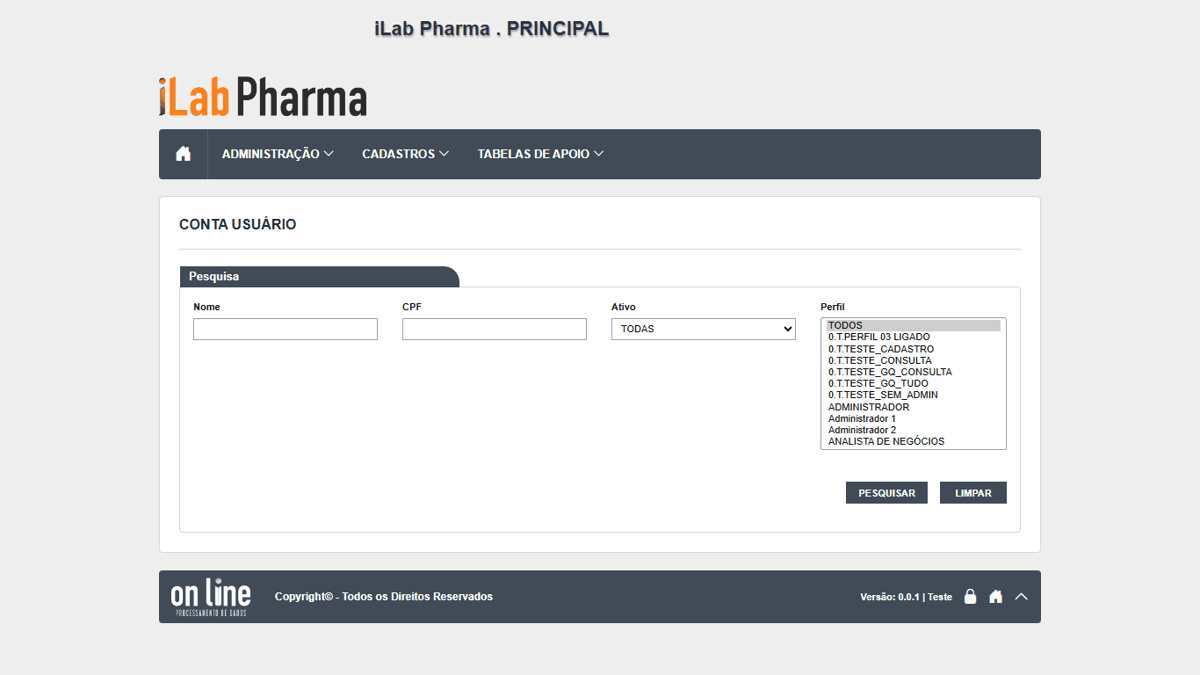 iLab Pharma . PRINCIPAL
iLab Pharma
ADMINISTRAÇÃO CADASTROS TABELAS DE APOIO
CONTA USUÁRIO
Pesquisa
Nome CPF Ativo Perfil
TODAS
TODOS
0.T.PERFIL 03 LIGADO
0.T.TESTE_CADASTRO
0.T.TESTE_CONSULTA
0.T.TESTE_GQ_CONSULTA
0.T.TESTE_GQ_TUDO
0.T.TESTE_SEM_ADMIN
ADMINISTRADOR
Administrador 1
Administrador 2
ANALISTA DE NEGÓCIOS
PESQUISAR LIMPAR
on line
PROCESSAMENTO DE DADOS
Copyright© - Todos os Direitos Reservados
Versão: 0.0.1 | Teste